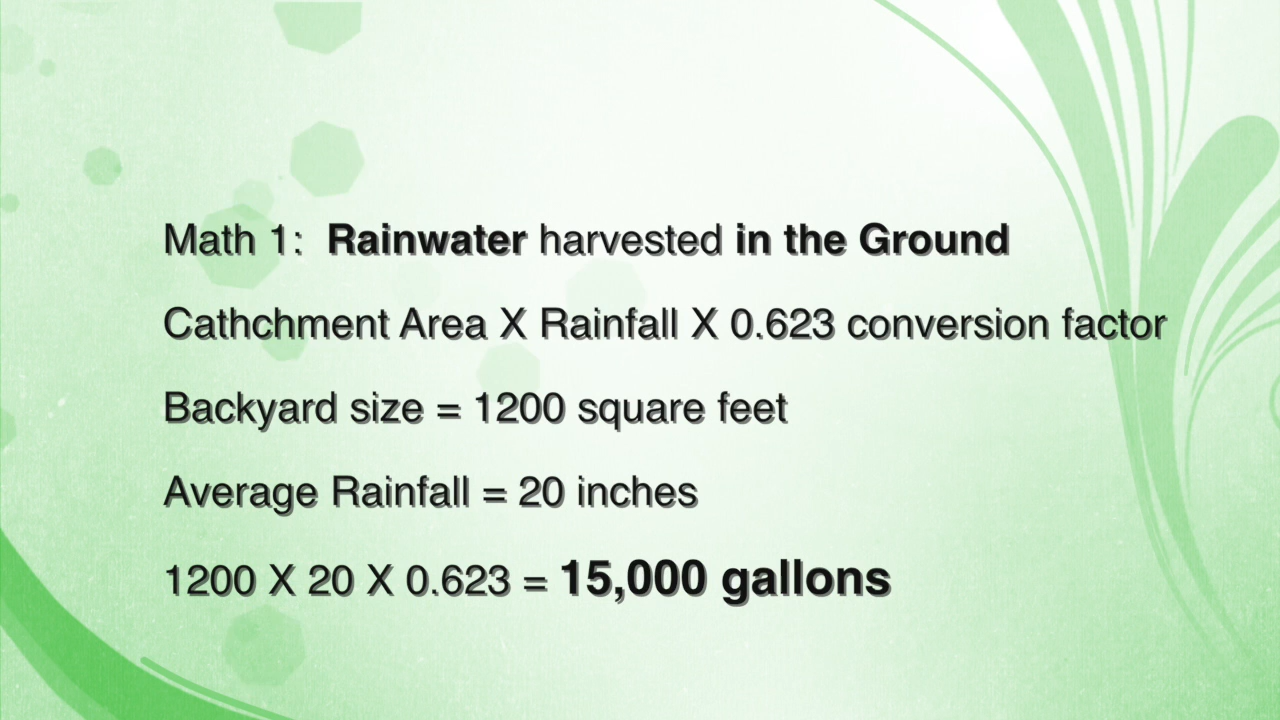 Math 1:  Rainwater harvested in the Ground
Cathchment Area X Rainfall X 0.623 conversion factor
Backyard size = 1200 square feet
Average Rainfall = 20 inches
1200 X 20 X 0.623 = 15,000 gallons